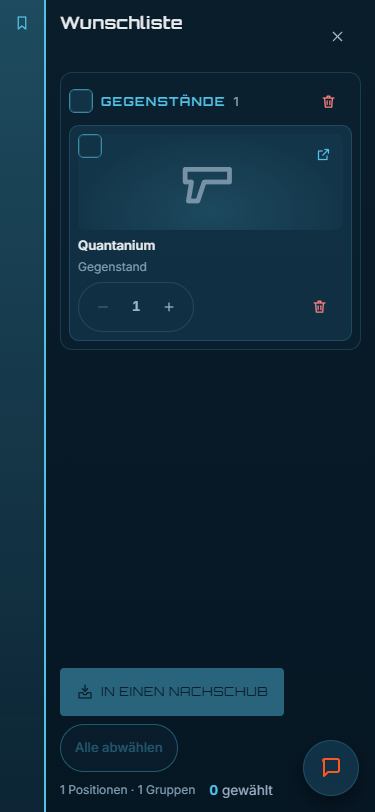 Wunschliste
GEGENSTÄNDE 1
Quantanium
Gegenstand
1
IN EINEN NACHSCHUB
Alle abwählen
1 Positionen · 1 Gruppen 0 gewählt